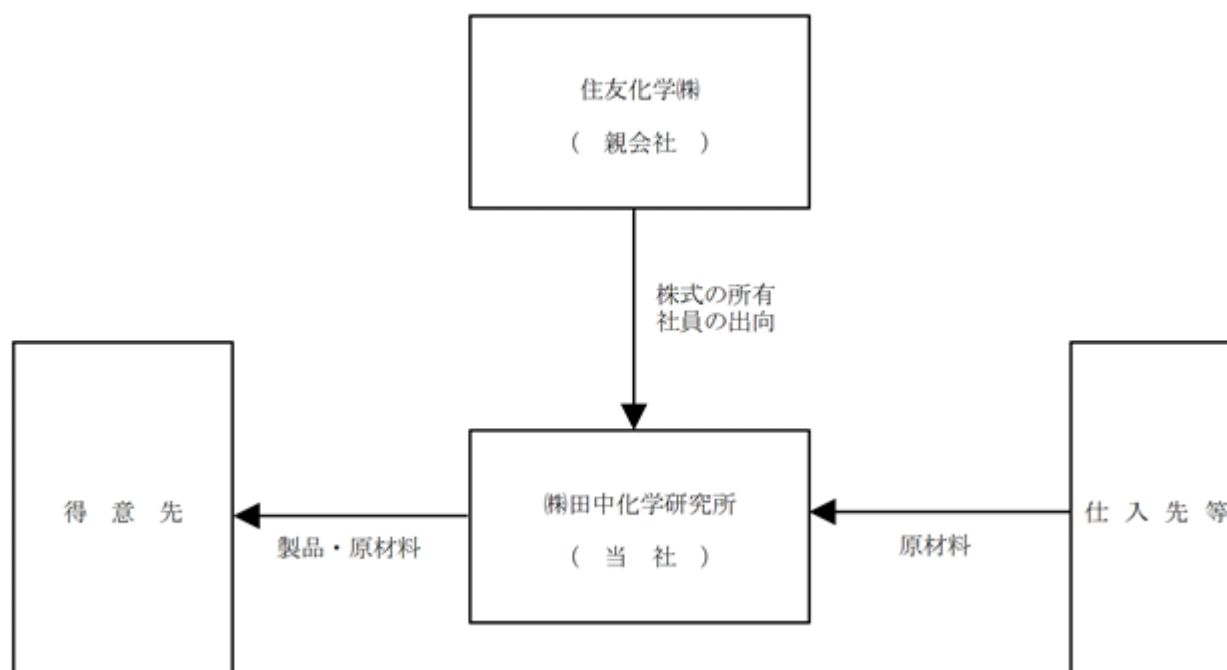 住友化学㈱
（　親会社　）
株式の所有
社員の出向
得　意　先
製品・原材料
㈱田中化学研究所
（　当　社　）
原材料
仕　入　先　等